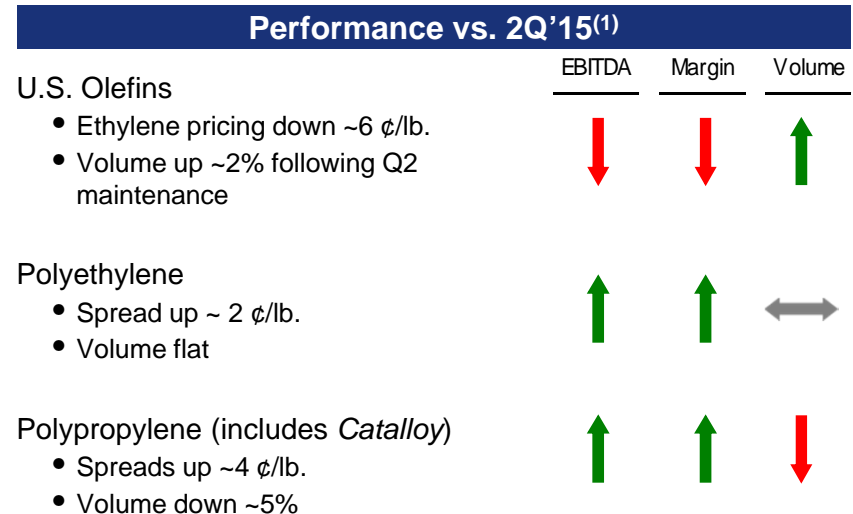 Performance vs. 2Q’15(1)
EBITDA Margin Volume
U.S. Olefins
• Ethylene pricing down ~6 ¢/lb.
• Volume up ~2% following Q2
maintenance
Polyethylene
• Spread up ~ 2 ¢/lb.
• Volume flat
Polypropylene (includes Catalloy)
• Spreads up ~4 ¢/lb.
• Volume down ~5%